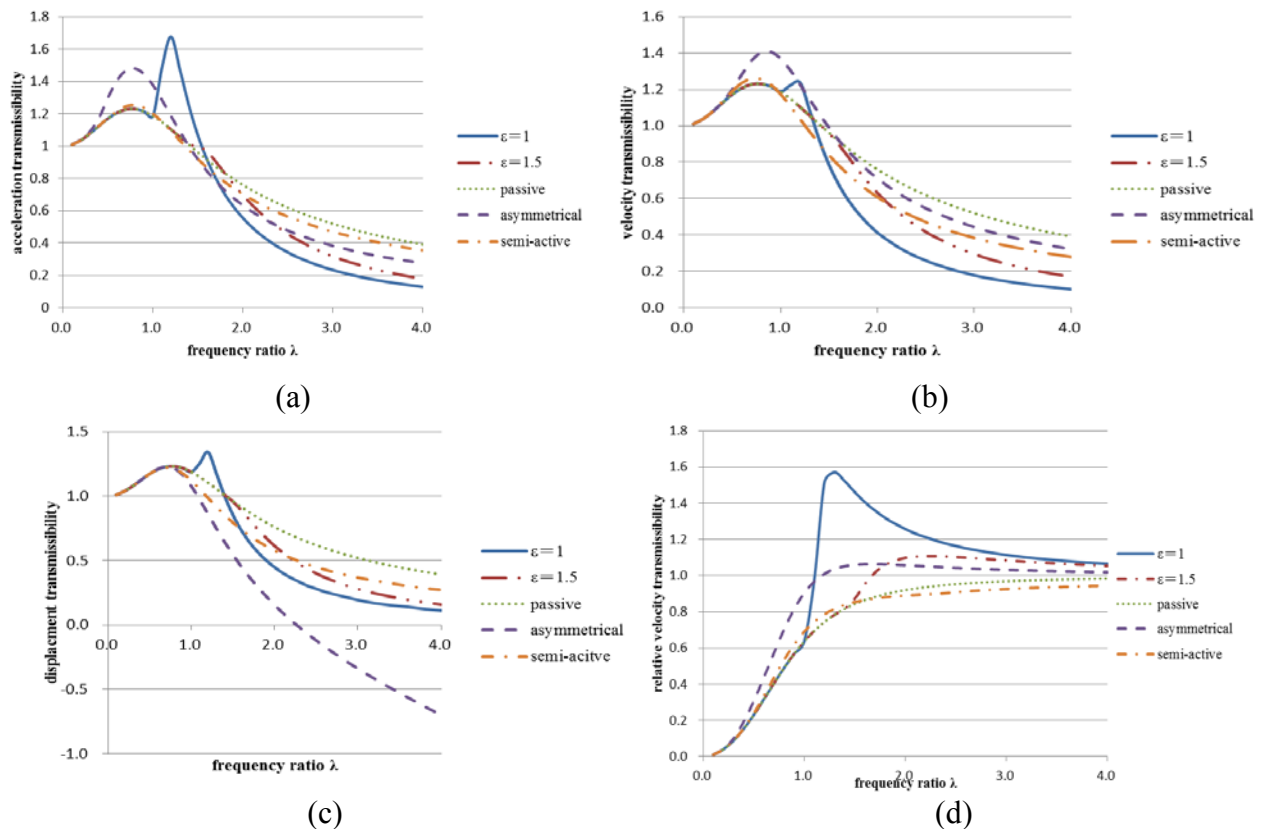 1.8
1.6
1.4
1.2
1
0.8
0.6
0.4
0.2
0
0.0 1.0 2.0 3.0 4.0
acceleration transmissibility
frequency ratio λ
ε=1
ε=1.5
passive
asymmetrical
semi-active
(a)
1.6
1.4
1.2
1.0
0.8
0.6
0.4
0.2
0.0
0.0 1.0 2.0 3.0 4.0
velocity transmissibility
frequency ratio λ
ε=1
ε=1.5
passive
asymmetrical
semi-active
(b)
1.5
1.0
0.5
0.0
-0.5
-1.0
0.0 1.0 2.0 3.0 4.0
displacment transmissibility
frequency ratio λ
ε=1
ε=1.5
passive
asymmetrical
semi-acitve
(c)
1.8
1.6
1.4
1.2
1.0
0.8
0.6
0.4
0.2
0.0
0.0 1.0 2.0 3.0 4.0
relative velocity transmissibility
frequency ratio λ
ε=1
ε=1.5
passive
asymmetrical
semi-active
(d)